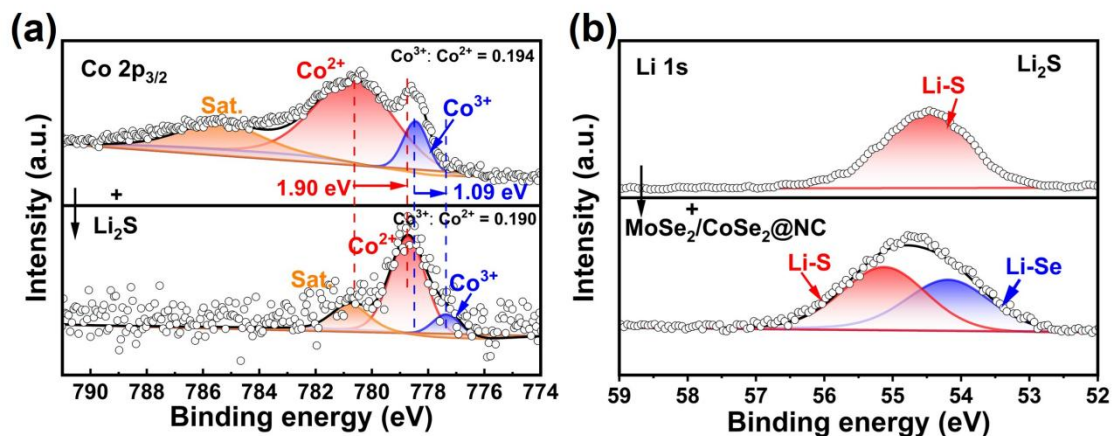 (a)
Co 2p3/2
Co2+
Co3+: Co2+ = 0.194
Sat.
Co3+
1.90 eV
1.09 eV
+
Li2S
Co3+: Co2+ = 0.190
Co2+
Sat.
Co3+
Intensity (a.u.)
790 788 786 784 782 780 778 776 774
Binding energy (eV)
(b)
Li 1s
Li2S
Li-S
+
MoSe2/CoSe2@NC
Li-S
Li-Se
Intensity (a.u.)
59 58 57 56 55 54 53 52
Binding energy (eV)